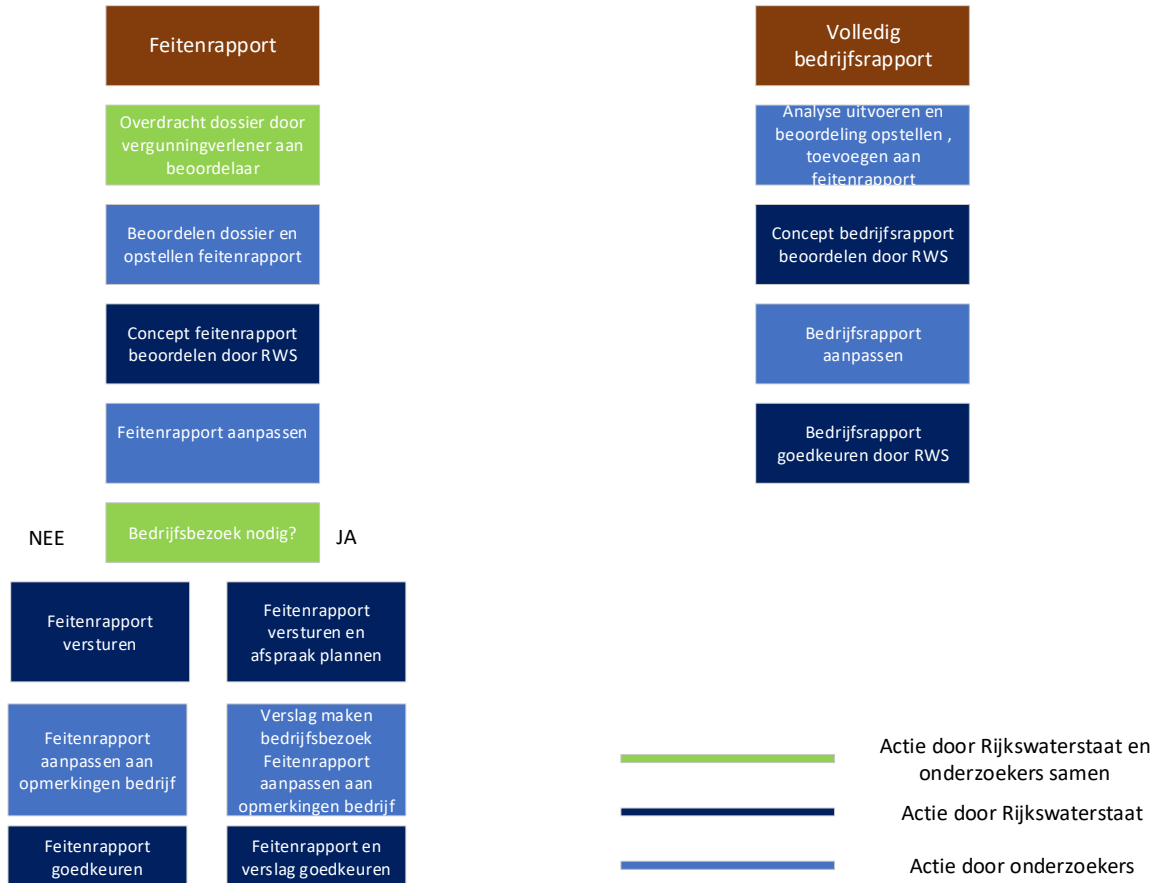 Feitenrapport
Overdracht dossier door
vergunningverlener aan
beoordelaar
Beoordelen dossier en
opstellen feitenrapport
Concept feitenrapport
beoordelen door RWS
Feitenrapport aanpassen
NEE
Bedrijfsbezoek nodig?
JA
Feitenrapport
versturen
Feitenrapport
versturen en
afspraak plannen
Feitenrapport
aanpassen aan
opmerkingen bedrijf
Verslag maken
bedrijfsbezoek
Feitenrapport
aanpassen aan
opmerkingen bedrijf
Feitenrapport
goedkeuren
Feitenrapport en
verslag goedkeuren
Volledig
bedrijfsrapport
Analyse uitvoeren en
beoordeling opstellen ,
toevoegen aan
feitenrapport
Concept bedrijfsrapport
beoordelen door RWS
Bedrijfsrapport
aanpassen
Bedrijfsrapport
goedkeuren door RWS
Actie door Rijkswaterstaat en
onderzoekers samen
Actie door Rijkswaterstaat
Actie door onderzoekers